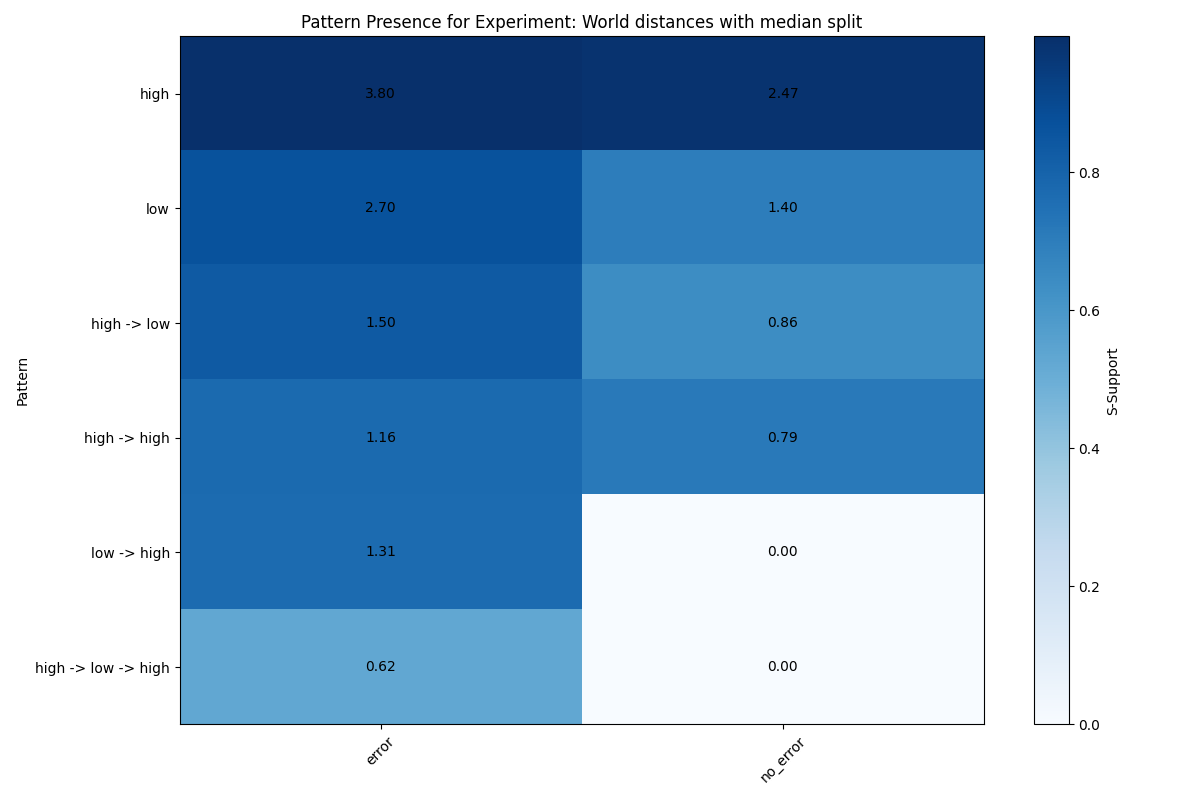 Pattern Presence for Experiment: World distances with median split
high
3.80
2.47
low
2.70
1.40
high -> low
1.50
0.86
high -> high
1.16
0.79
low -> high
1.31
0.00
high -> low -> high
0.62
0.00
Pattern
error
no_error
0.8
0.6
0.4
0.2
0.0
S-Support